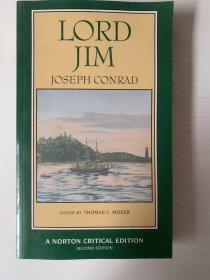 LORD
JIM
JOSEPH CONRAD
EDITED BY THOMAS C. MOSER
A NORTON CRITICAL EDITION
SECOND EDITION